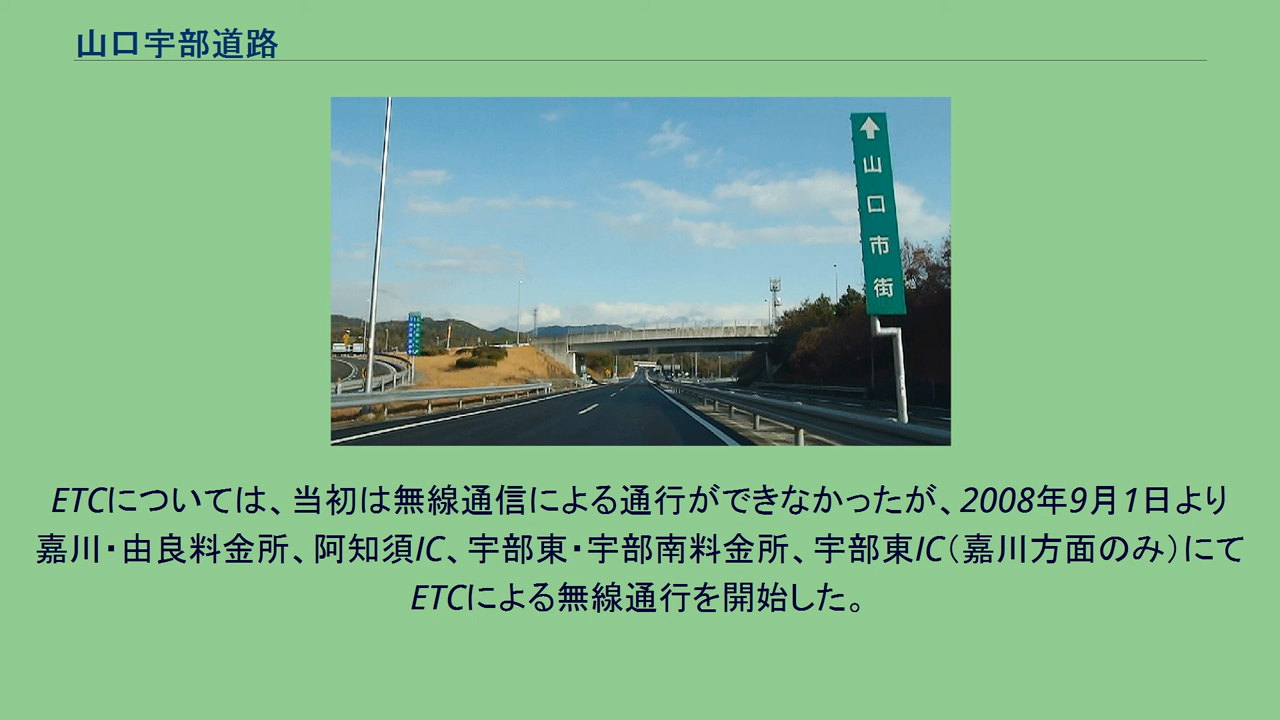 山口宇部道路
山口市街
ETCについては、当初は無線通信による通行ができなかったが、2008年9月1日より
嘉川・由良料金所、阿知須IC、宇部東・宇部南料金所、宇部東IC（嘉川方面のみ）にて
ETCによる無線通行を開始した。